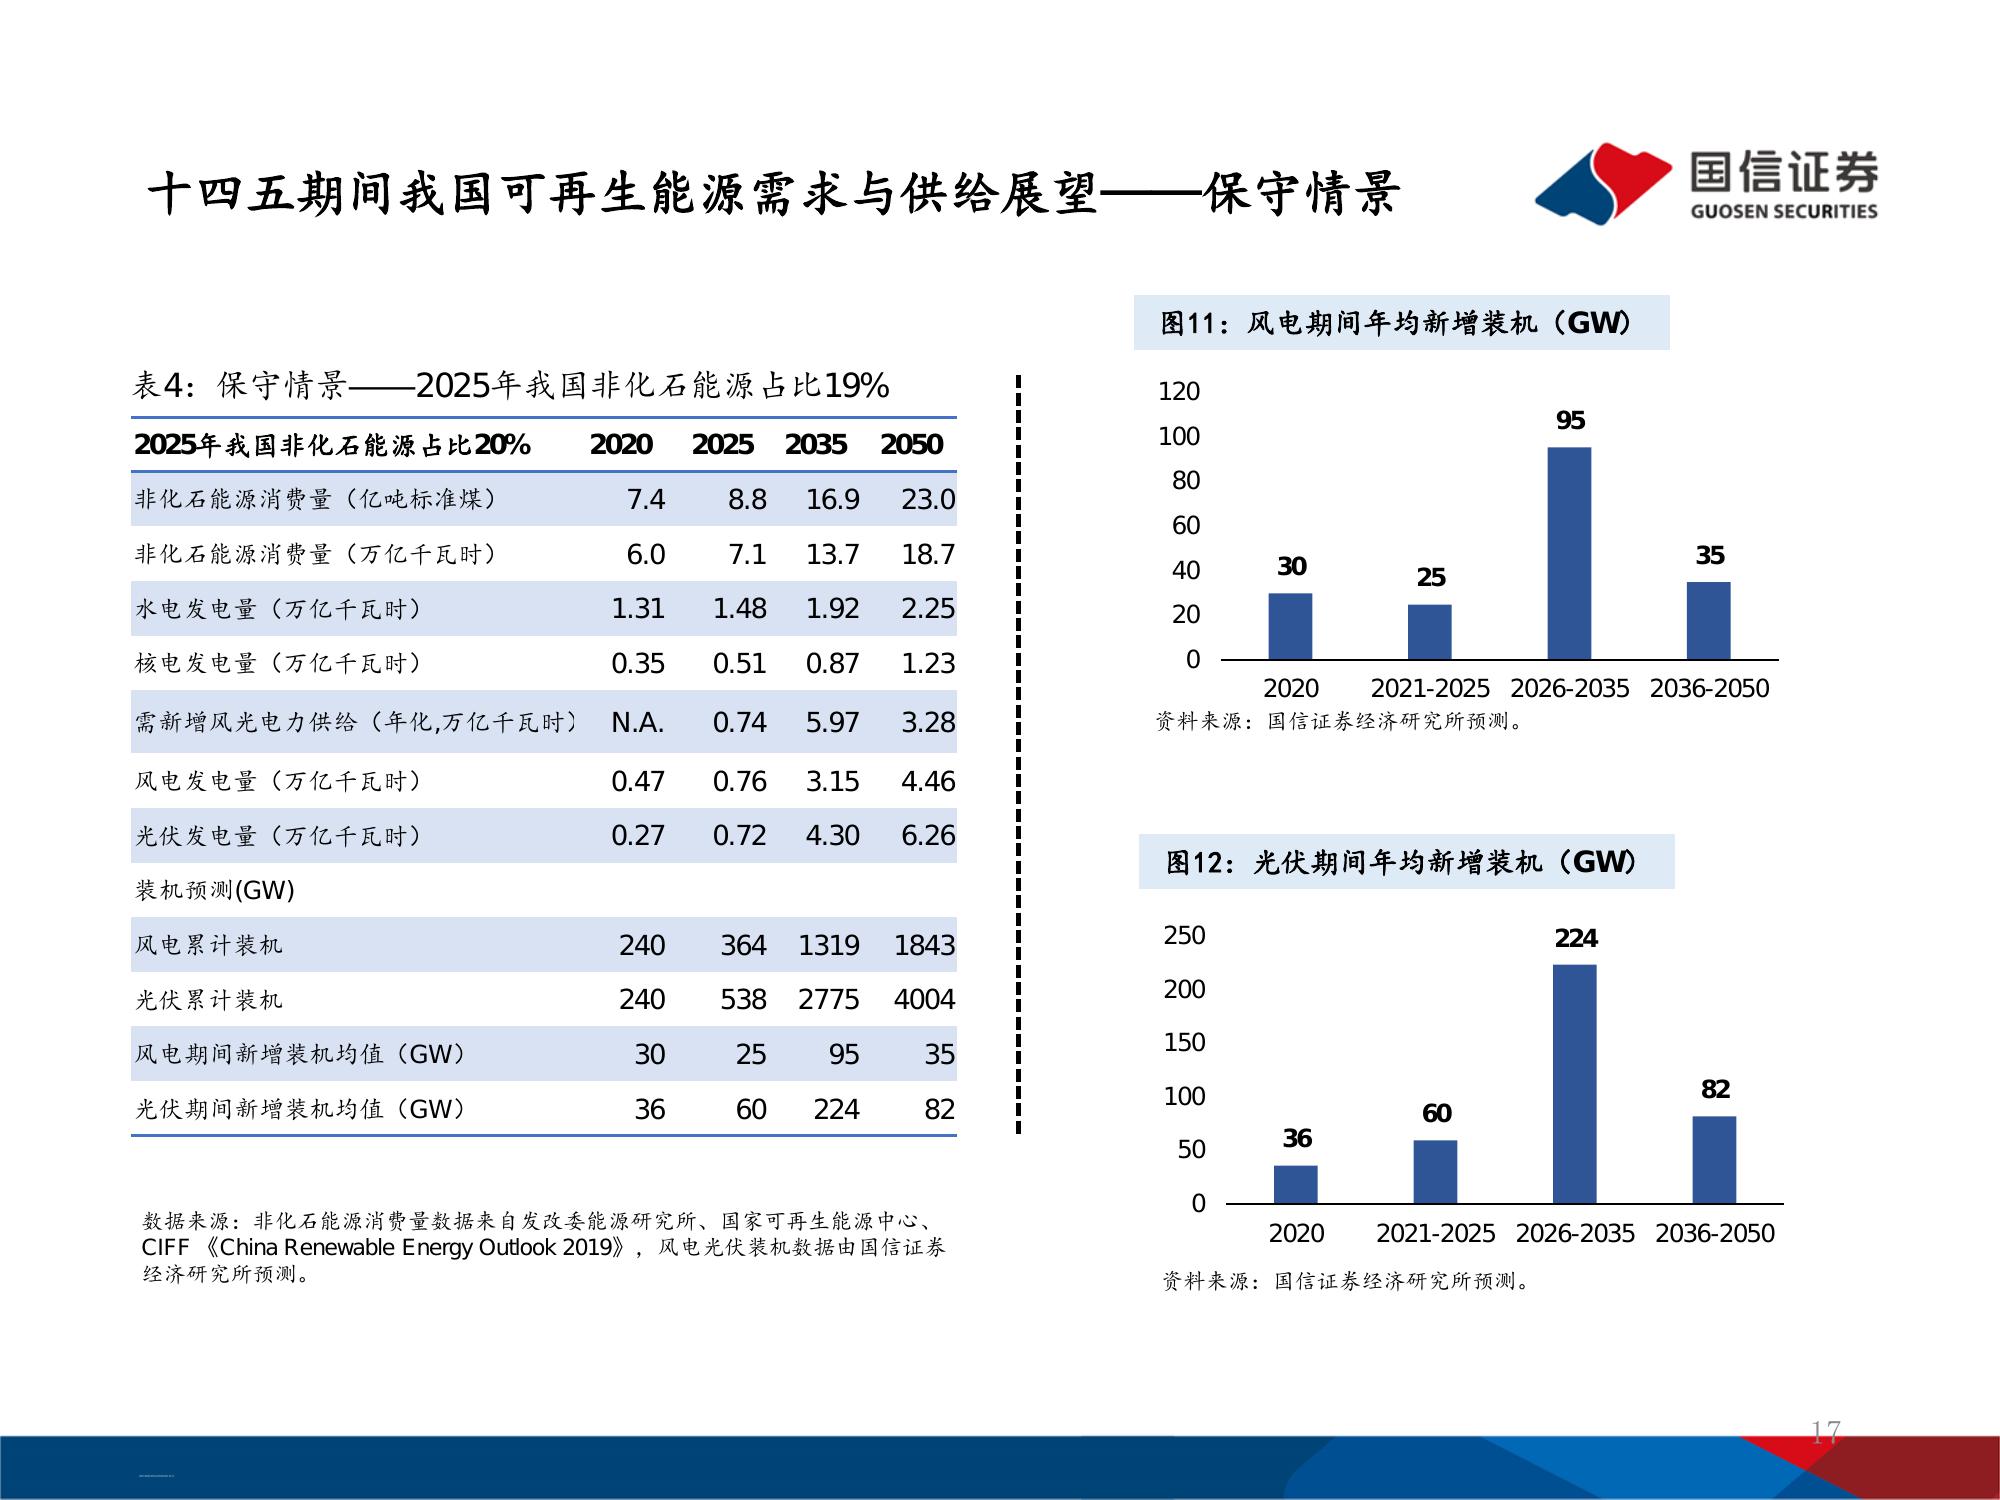 十四五期间我国可再生能源需求与供给展望——保守情景
国信证券
GUOSEN SECURITIES
表4：保守情景——2025年我国非化石能源占比19%
2025年我国非化石能源占比20% 2020 2025 2035 2050
非化石能源消费量（亿吨标准煤） 7.4 8.8 16.9 23.0
非化石能源消费量（万亿千瓦时） 6.0 7.1 13.7 18.7
水电发电量（万亿千瓦时） 1.31 1.48 1.92 2.25
核电发电量（万亿千瓦时） 0.35 0.51 0.87 1.23
需新增风光电力供给（年化,万亿千瓦时） N.A. 0.74 5.97 3.28
风电发电量（万亿千瓦时） 0.47 0.76 3.15 4.46
光伏发电量（万亿千瓦时） 0.27 0.72 4.30 6.26
装机预测(GW)
风电累计装机 240 364 1319 1843
光伏累计装机 240 538 2775 4004
风电期间新增装机均值（GW） 30 25 95 35
光伏期间新增装机均值（GW） 36 60 224 82
数据来源：非化石能源消费量数据来自发改委能源研究所、国家可再生能源中心、
CIFF 《China Renewable Energy Outlook 2019》，风电光伏装机数据由国信证券
经济研究所预测。
图11：风电期间年均新增装机（GW）
120
100
80
60
40
20
0
30
25
95
35
2020 2021-2025 2026-2035 2036-2050
资料来源：国信证券经济研究所预测。
图12：光伏期间年均新增装机（GW）
250
200
150
100
50
0
36
60
224
82
2020 2021-2025 2026-2035 2036-2050
资料来源：国信证券经济研究所预测。
17